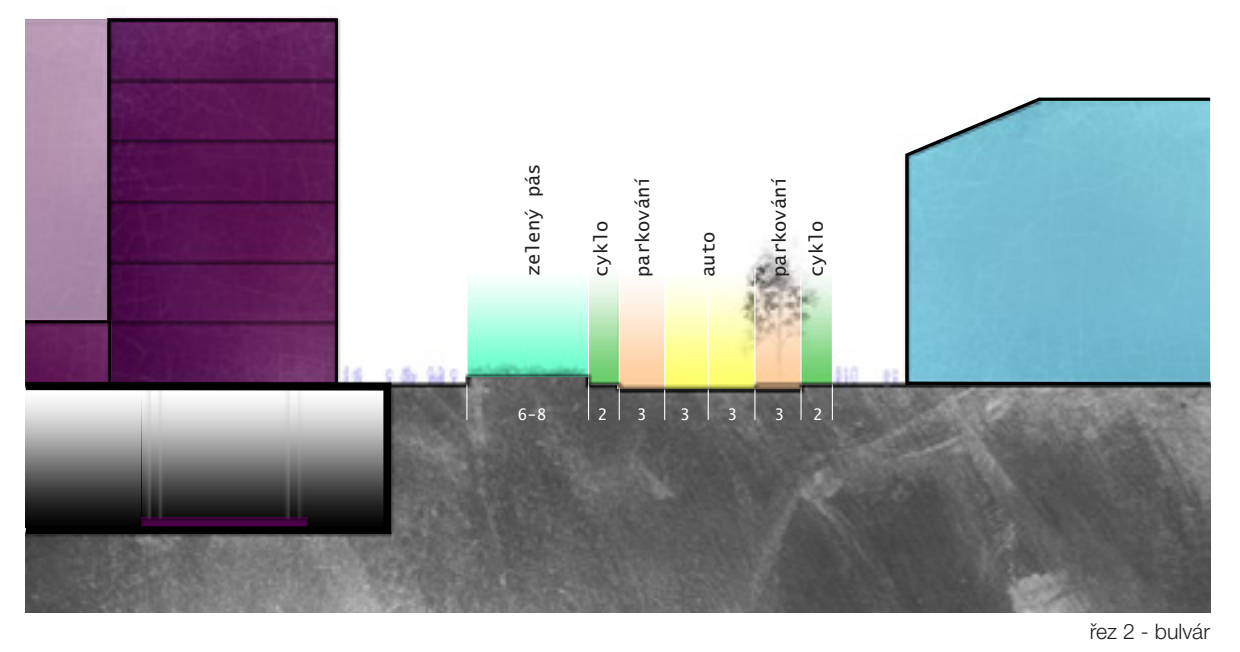 zelený pás
cyklo
parkování
auto
parkování
cyklo
6-8
2
3
3
3
3
2
řez 2 - bulvár